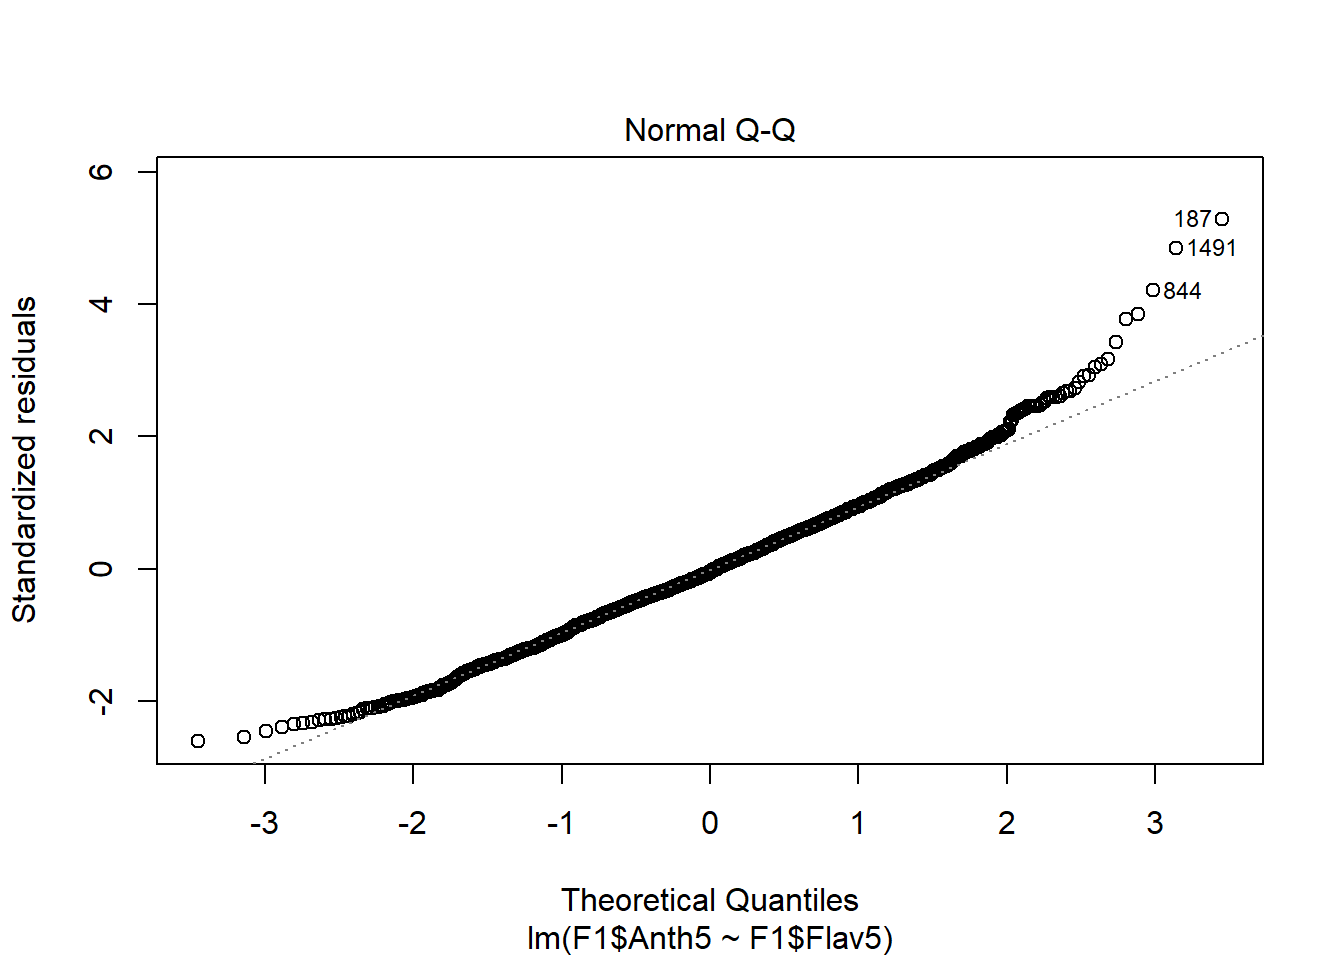 Normal Q-Q
6
4
2
0
-2
Standardized residuals
187
1491
844
-3 -2 -1 0 1 2 3
Theoretical Quantiles
lm(F1$Anth5 ~ F1$Flav5)